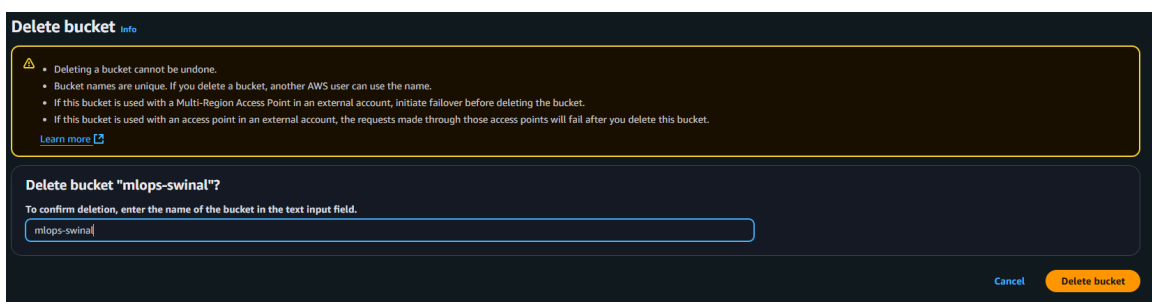 Delete bucket Info
Deleting a bucket cannot be undone.
Bucket names are unique. If you delete a bucket, another AWS user can use the name.
If this bucket is used with a Multi-Region Access Point in an external account, initiate failover before deleting the bucket.
If this bucket is used with an access point in an external account, the requests made through those access points will fail after you delete this bucket.
Learn more
Delete bucket "mlops-swinal"?
To confirm deletion, enter the name of the bucket in the text input field.
mlops-swinal
Cancel Delete bucket